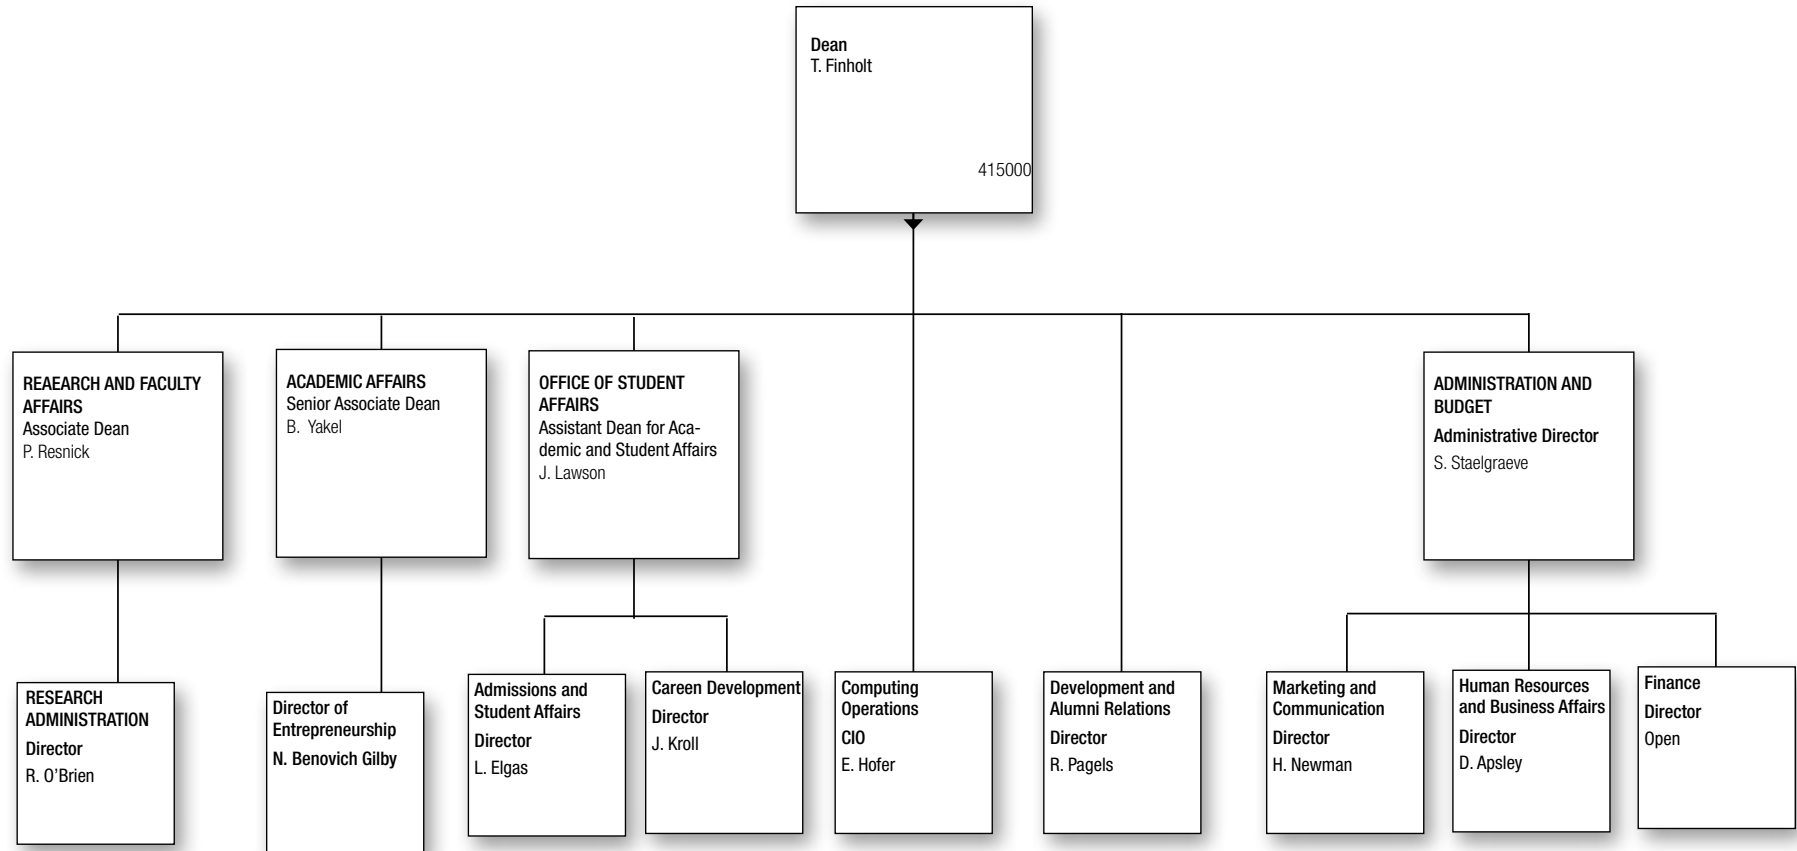 Dean
T. Finholt
415000
REAEARCH AND FACULTY
AFFAIRS
Associate Dean
P. Resnick
ACADEMIC AFFAIRS
Senior Associate Dean
B. Yakel
OFFICE OF STUDENT
AFFAIRS
Assistant Dean for Aca-
demic and Student Affairs
J. Lawson
ADMINISTRATION AND
BUDGET
Administrative Director
S. Staelgraeve
RESEARCH
ADMINISTRATION
Director
R. O’Brien
Director of
Entrepreneurship
N. Benovich Gilby
Admissions and
Student Affairs
Director
L. Elgas
Careen Development
Director
J. Kroll
Computing
Operations
CIO
E. Hofer
Development and
Alumni Relations
Director
R. Pagels
Marketing and
Communication
Director
H. Newman
Human Resources
and Business Affairs
Director
D. Apsley
Finance
Director
Open